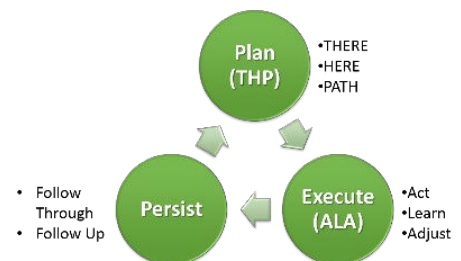 Plan
(THP)
•THERE
•HERE
•PATH
Execute
(ALA)
•Act
•Learn
•Adjust
Persist
• Follow
Through
• Follow Up